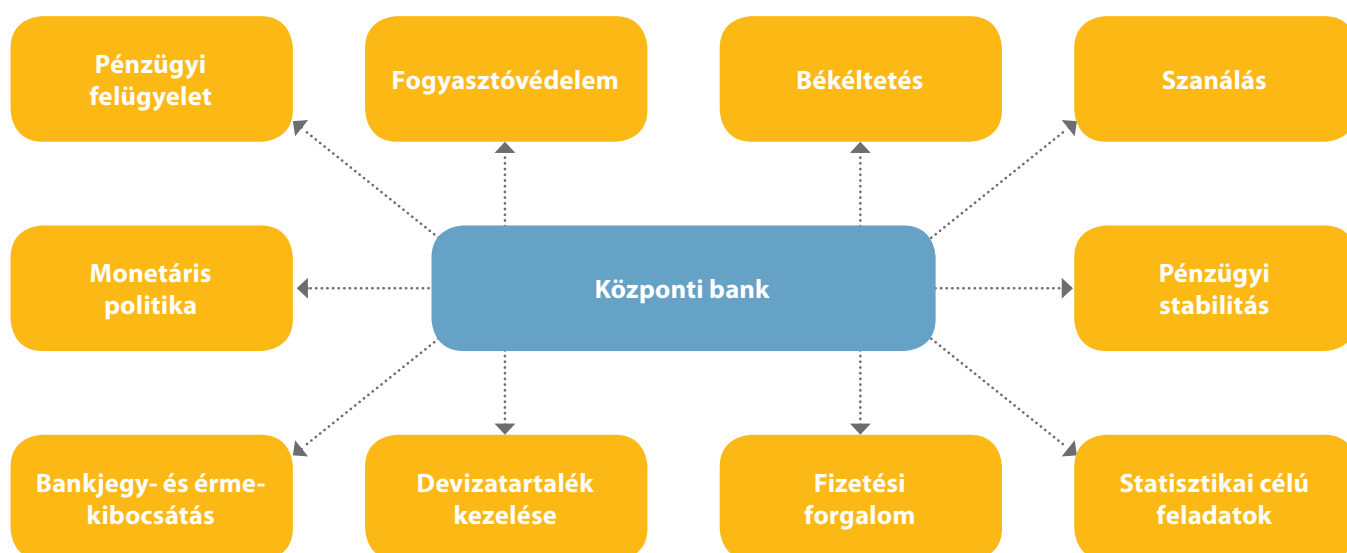 Pénzügyi
felügyelet
Fogyasztóvédelem
Békéltetés
Szanálás
Monetáris
politika
Központi bank
Pénzügyi
stabilitás
Bankjegy- és érme-
kibocsátás
Devizatartalék
kezelése
Fizetési
forgalom
Statisztikai célú
feladatok